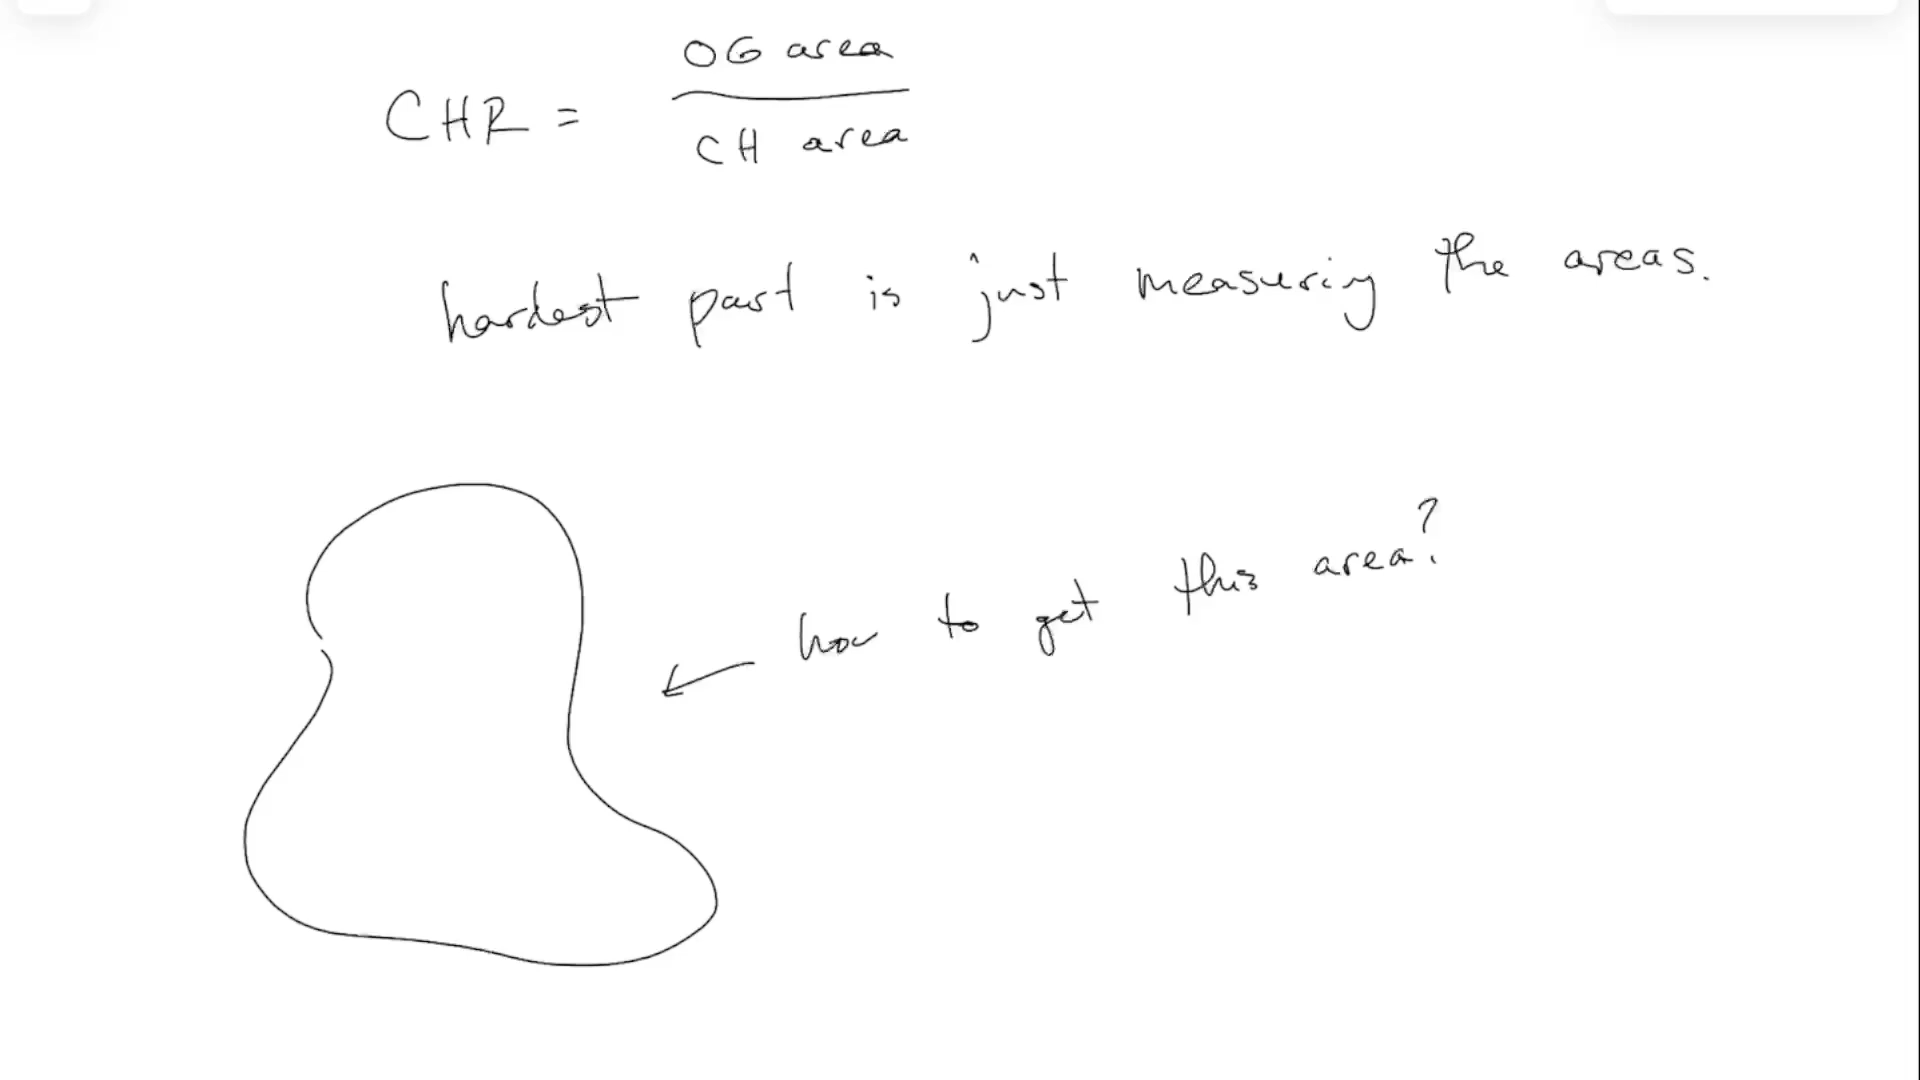 CHR = OG area / CH area
hardest part is just measuring the areas.
how to get this area?